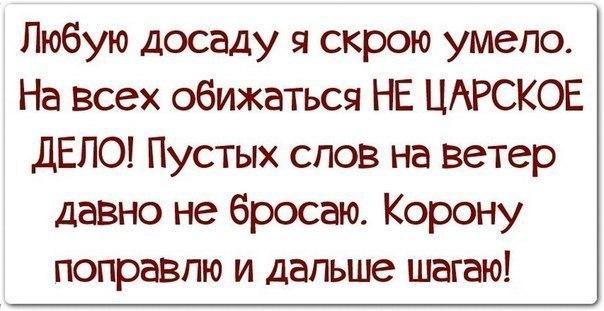 Любую досаду я скрою умело.
На всех обижаться НЕ ЦАРСКОЕ
ДЕЛО! Пустых слов на ветер
давно не бросаю. Корону
поправлю и дальше шагаю!